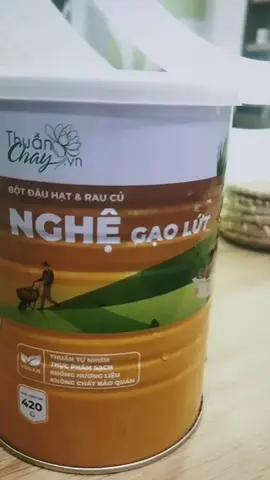 Thuần
Chay.vn
BỘT ĐẬU HẠT & RAU CỦ
NGHỆ GẠO LỨT
VEGAN
THUẦN TỰ NHIÊN
THỰC PHẨM SẠCH
KHÔNG HƯƠNG LIỆU
KHÔNG CHẤT BẢO QUẢN
420
G